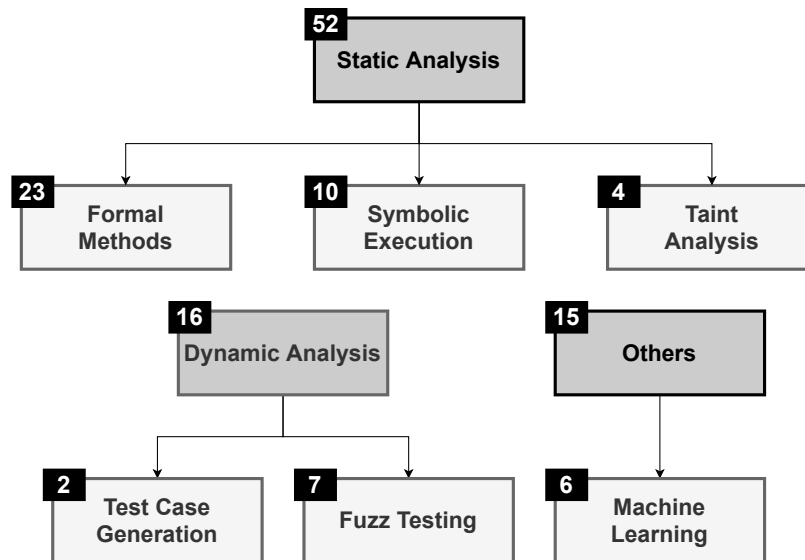 52
Static Analysis
23
Formal
Methods
10
Symbolic
Execution
4
Taint
Analysis
16
Dynamic Analysis
15
Others
2
Test Case
Generation
7
Fuzz Testing
6
Machine
Learning